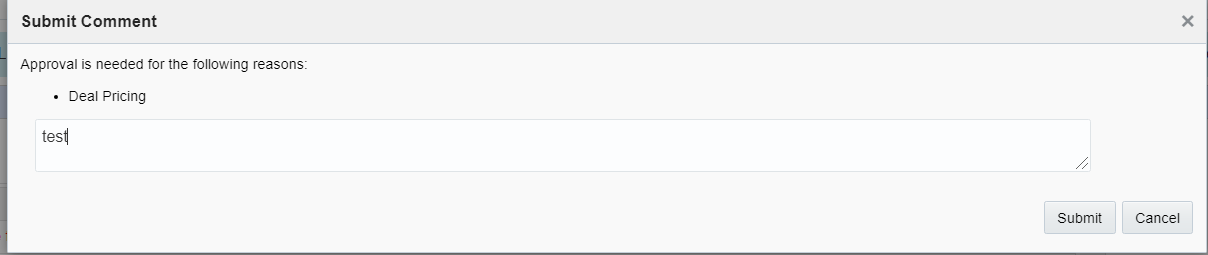 Submit Comment
Approval is needed for the following reasons:
• Deal Pricing
test
Submit Cancel